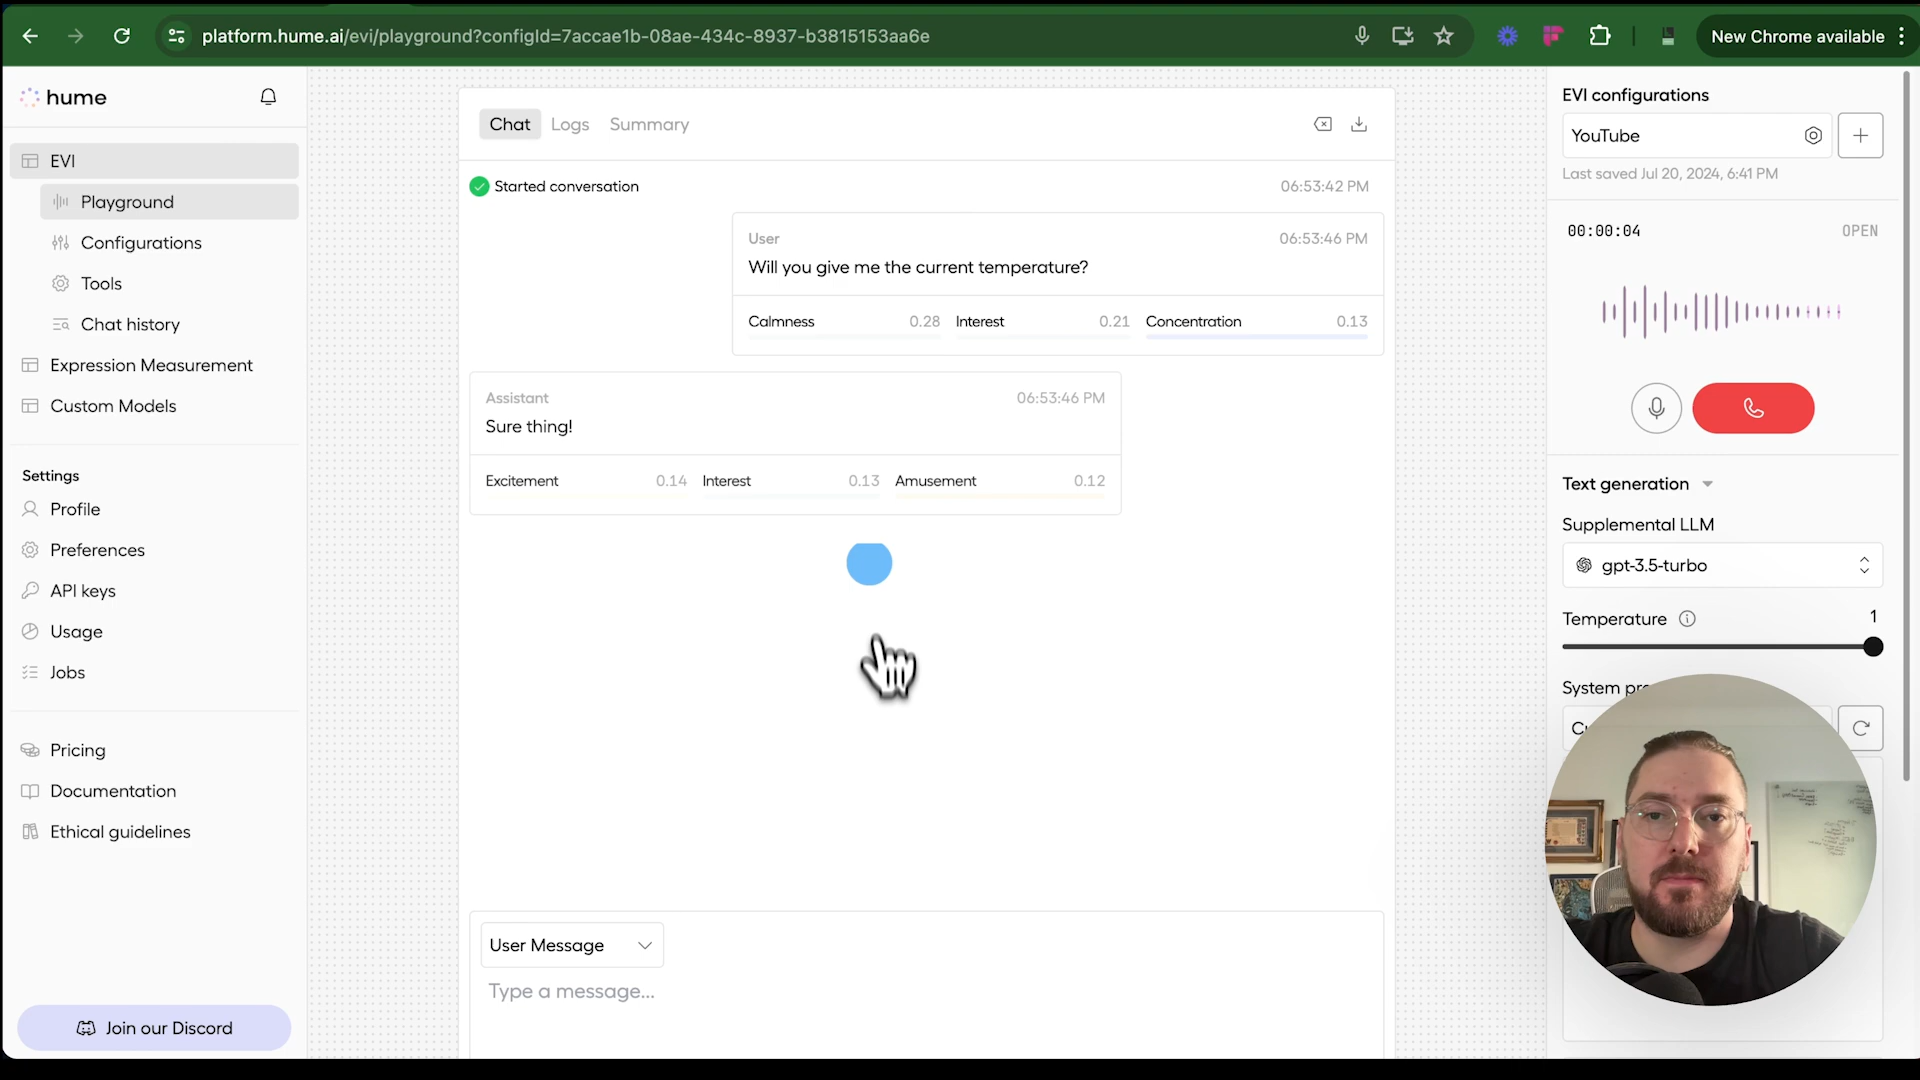 platform.hume.ai/evi/playground?configId=7accae1b-08ae-434c-8937-b3815153aa6e
New Chrome available
hume
EVI
Playground
Configurations
Tools
Chat history
Expression Measurement
Custom Models
Settings
Profile
Preferences
API keys
Usage
Jobs
Pricing
Documentation
Ethical guidelines
Join our Discord
Chat Logs Summary
Started conversation 06:53:42 PM
User 06:53:46 PM
Will you give me the current temperature?
Calmness 0.28 Interest 0.21 Concentration 0.13
Assistant 06:53:46 PM
Sure thing!
Excitement 0.14 Interest 0.13 Amusement 0.12
User Message
Type a message...
EVI configurations
YouTube
Last saved Jul 20, 2024, 6:41 PM
00:00:04 OPEN
Text generation
Supplemental LLM
gpt-3.5-turbo
Temperature 1
System